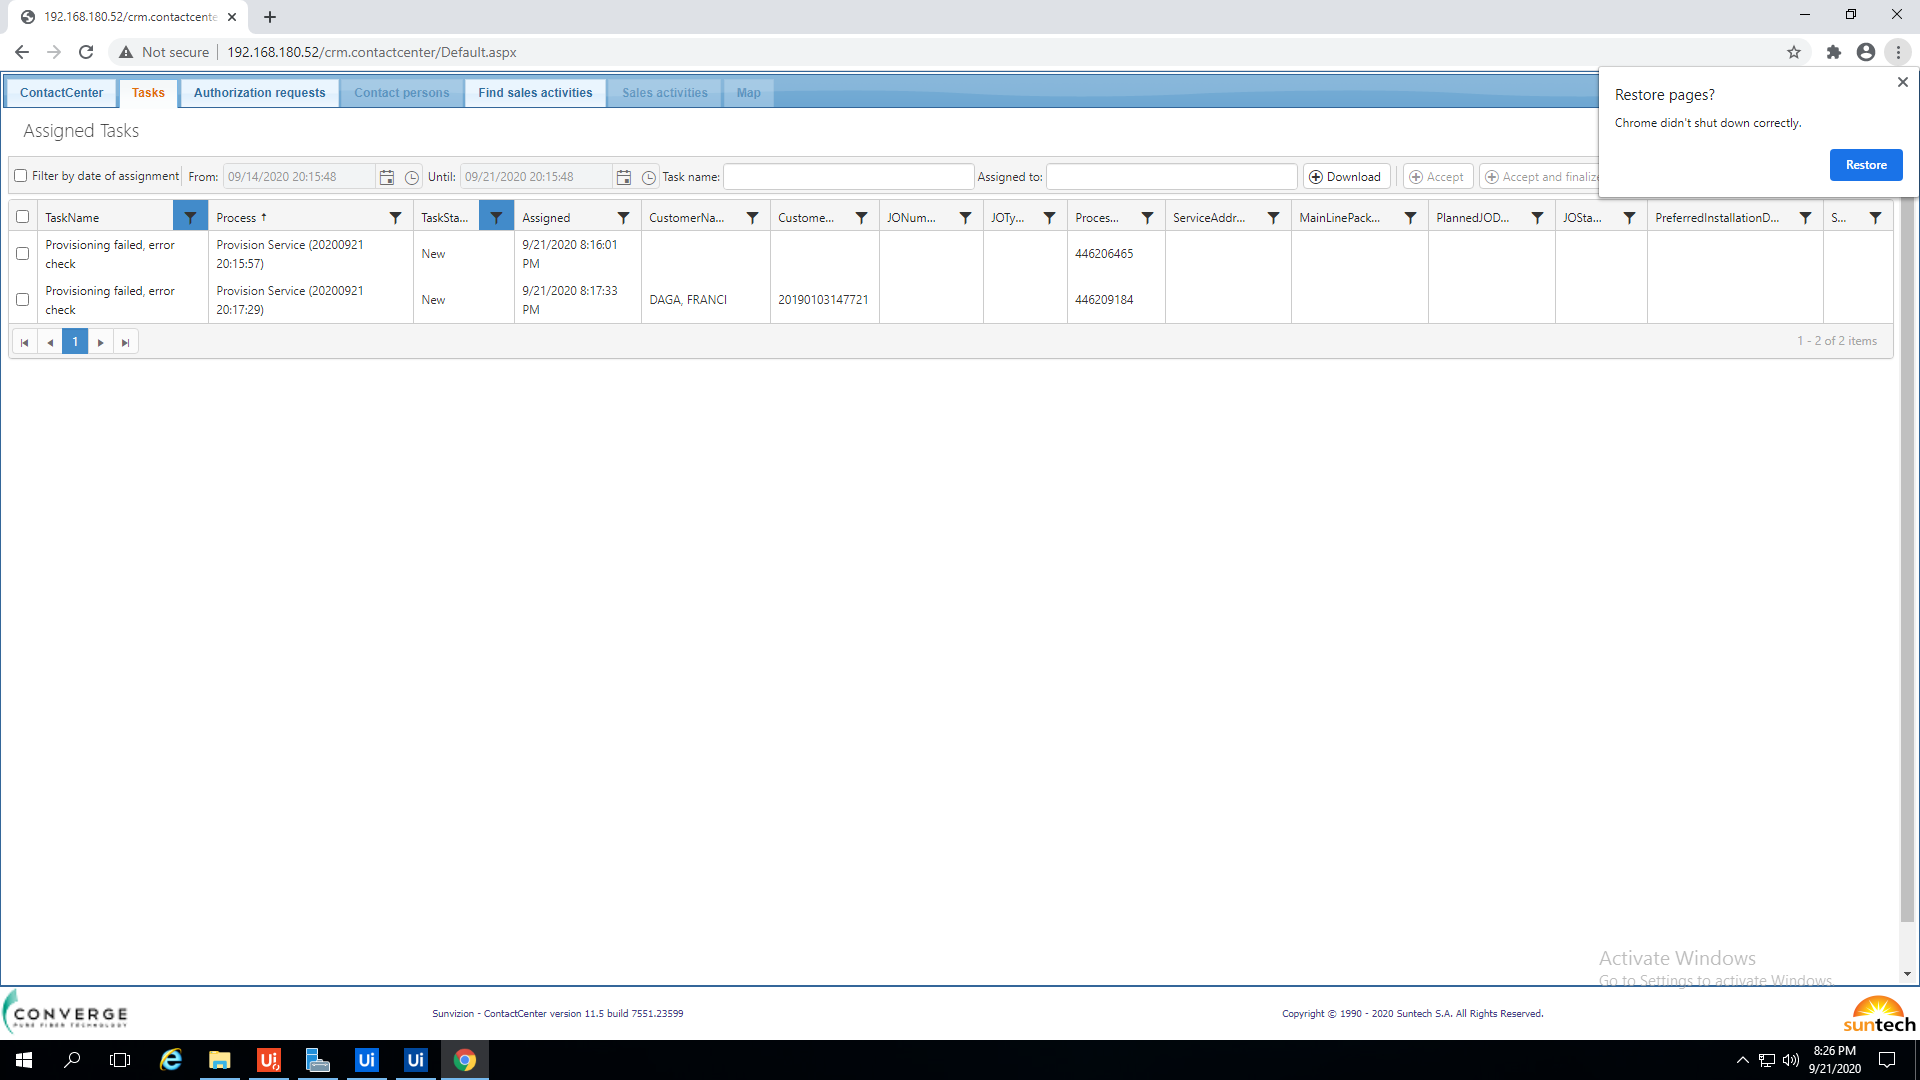 192.168.180.52/crm.contactcente
Not secure 192.168.180.52/crm.contactcenter/Default.aspx
ContactCenter Tasks Authorization requests Contact persons Find sales activities Sales activities Map
Restore pages?
Chrome didn't shut down correctly.
Restore
Assigned Tasks
Filter by date of assignment From: 09/14/2020 20:15:48 Until: 09/21/2020 20:15:48 Task name: Assigned to: Download Accept Accept and finalize
TaskName Process ↑ TaskSta... Assigned CustomerNa... Custome... JONum... JOTy... Proces... ServiceAddr... MainLinePack... PlannedJOD... JOSta... PreferredInstallationD... S...
Provisioning failed, error check Provision Service (20200921 20:15:57) New 9/21/2020 8:16:01 PM 446206465
Provisioning failed, error check Provision Service (20200921 20:17:29) New 9/21/2020 8:17:33 PM DAGA, FRANCI 20190103147721 446209184
1
1 - 2 of 2 items
Activate Windows
Go to Settings to activate Windows.
CONVERGE
PURE FIBER TECHNOLOGY
Sunvizion - ContactCenter version 11.5 build 7551.23599
Copyright © 1990 - 2020 Suntech S.A. All Rights Reserved.
suntech
Ui Ui Ui
8:26 PM
9/21/2020